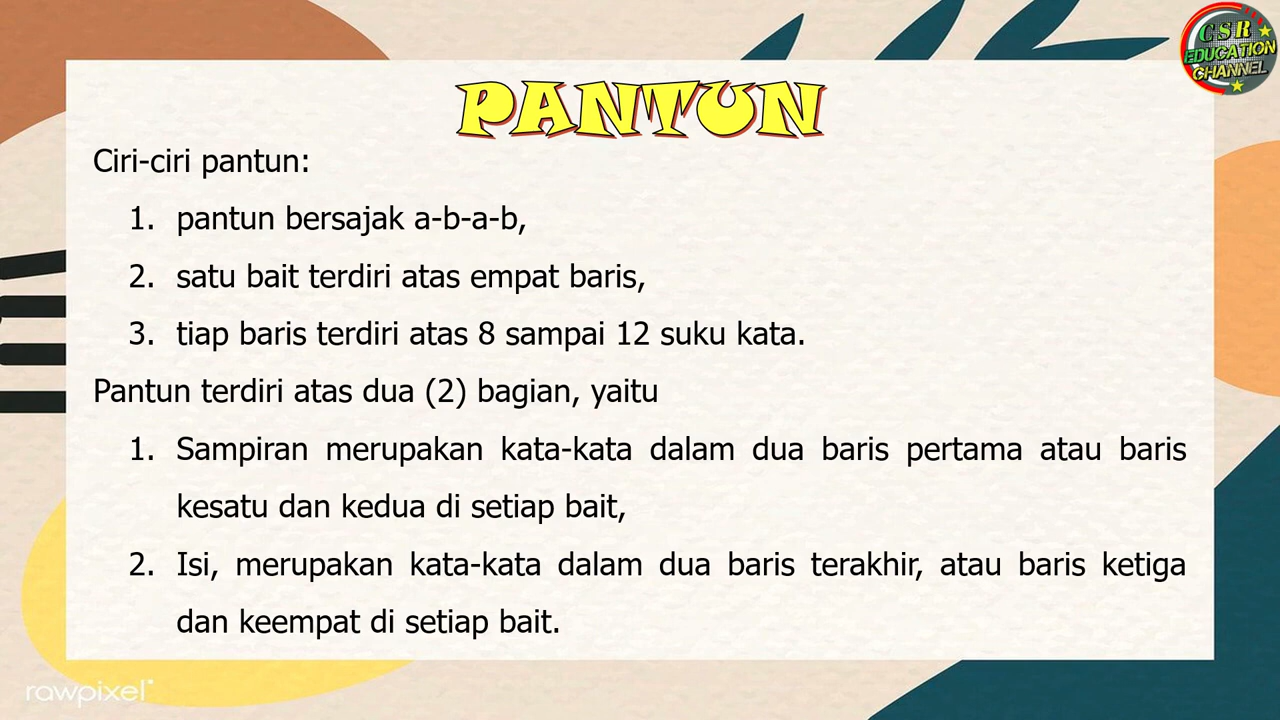 CSR
EDUCATION
CHANNEL
PANTUN
Ciri-ciri pantun:
1. pantun bersajak a-b-a-b,
2. satu bait terdiri atas empat baris,
3. tiap baris terdiri atas 8 sampai 12 suku kata.
Pantun terdiri atas dua (2) bagian, yaitu
1. Sampiran merupakan kata-kata dalam dua baris pertama atau baris
kesatu dan kedua di setiap bait,
2. Isi, merupakan kata-kata dalam dua baris terakhir, atau baris ketiga
dan keempat di setiap bait.
rawpixel